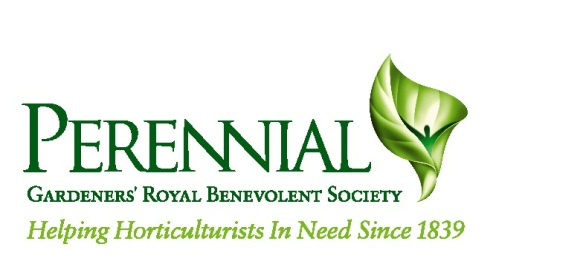 PERENNIAL
GARDENERS' ROYAL BENEVOLENT SOCIETY
Helping Horticulturists In Need Since 1839